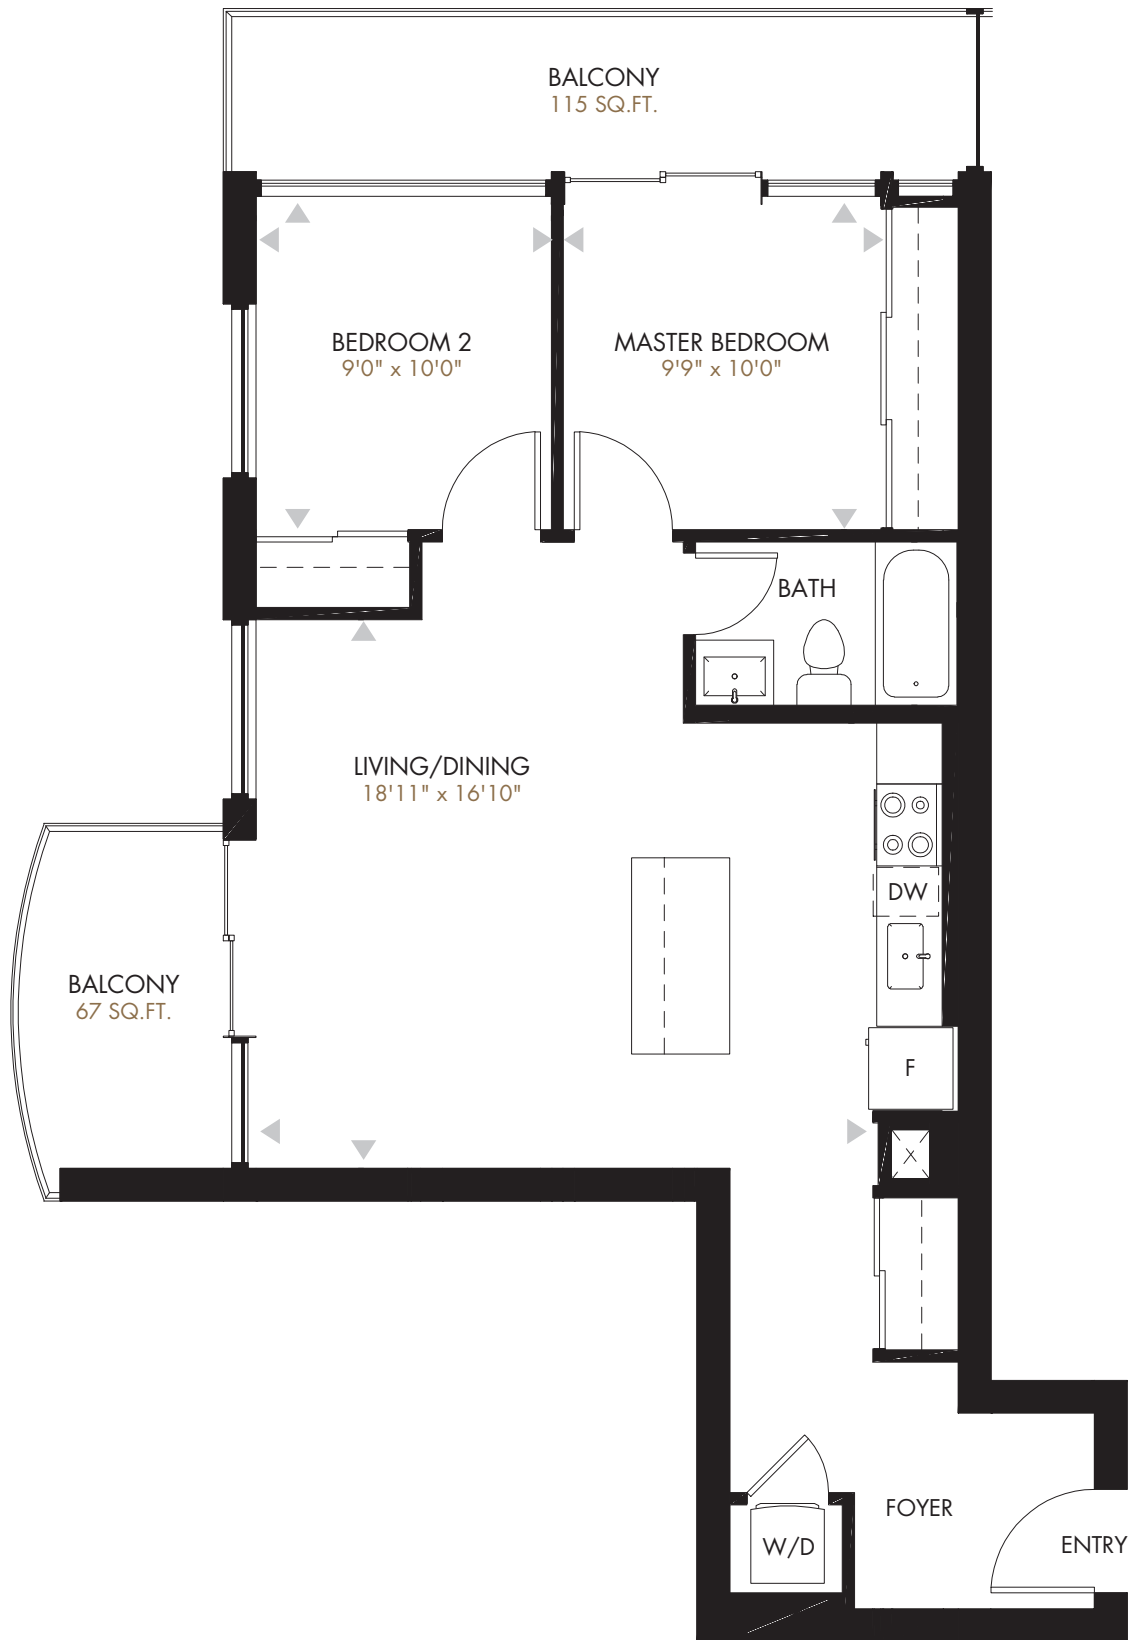 BALCONY
115 SQ.FT.
BEDROOM 2
9'0" x 10'0"
MASTER BEDROOM
9'9" x 10'0"
BATH
LIVING/DINING
18'11" x 16'10"
DW
BALCONY
67 SQ.FT.
F
FOYER
W/D
ENTRY